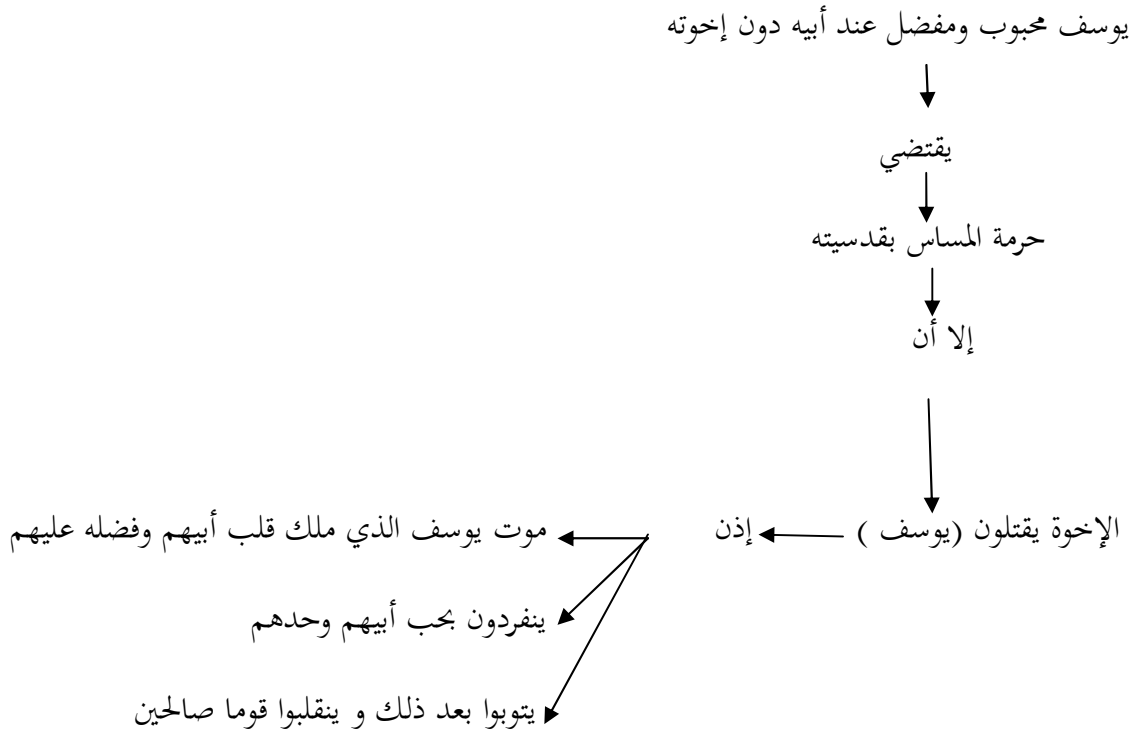 يوسف محبوب ومفضل عند أبيه دون إخوته
يقتضي
حرمة المساس بقدسيته
إلا أن
الإخوة يقتلون (يوسف ) إذن موت يوسف الذي ملك قلب أبيهم وفضله عليهم
ينفردون بحب أبيهم وحدهم
يتوبوا بعد ذلك و ينقلبوا قوما صالحين